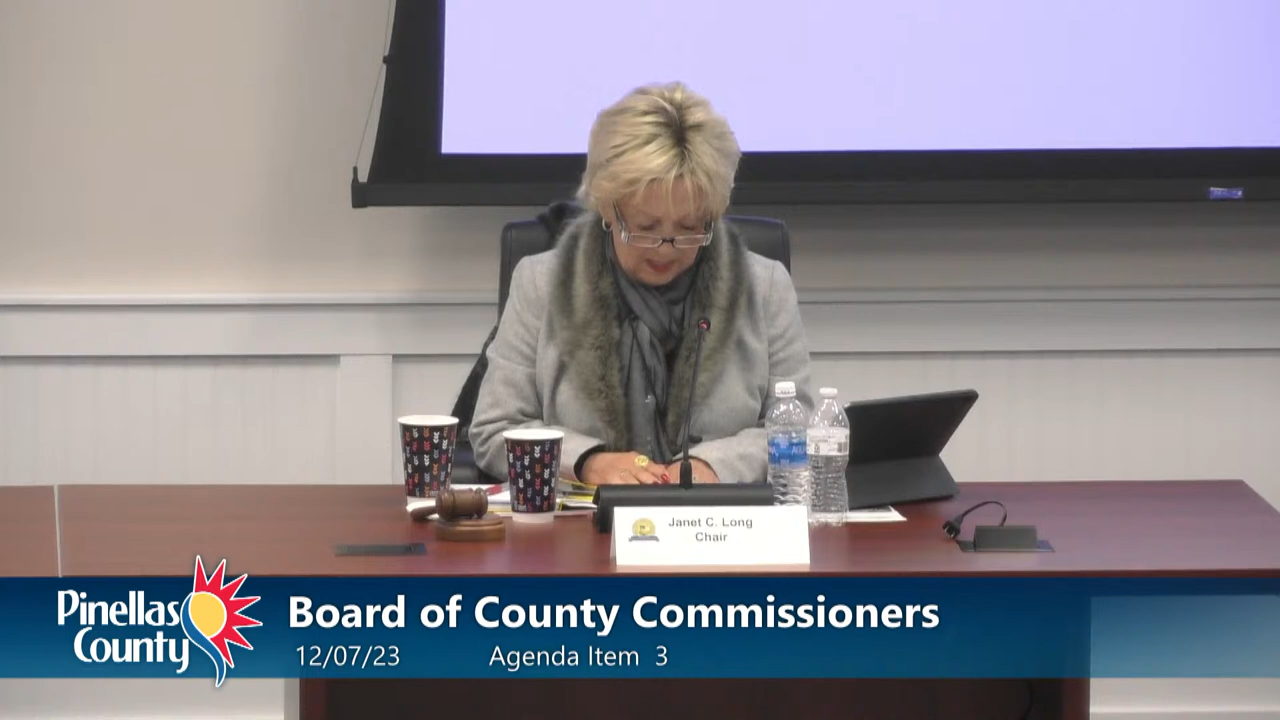 Janet C. Long
Chair
Pinellas
County
Board of County Commissioners
12/07/23 Agenda Item 3